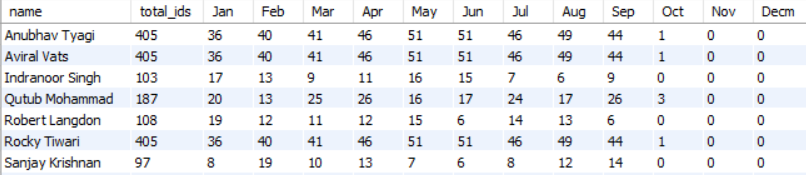 name total_ids Jan Feb Mar Apr May Jun Jul Aug Sep Oct Nov Decm
Anubhav Tyagi 405 36 40 41 46 51 51 46 49 44 1 0 0
Aviral Vats 405 36 40 41 46 51 51 46 49 44 1 0 0
Indranoor Singh 103 17 13 9 11 16 15 7 6 9 0 0 0
Qutub Mohammad 187 20 13 25 26 16 17 24 17 26 3 0 0
Robert Langdon 108 19 12 11 12 15 6 14 13 6 0 0 0
Rocky Tiwari 405 36 40 41 46 51 51 46 49 44 1 0 0
Sanjay Krishnan 97 8 19 10 13 7 6 8 12 14 0 0 0